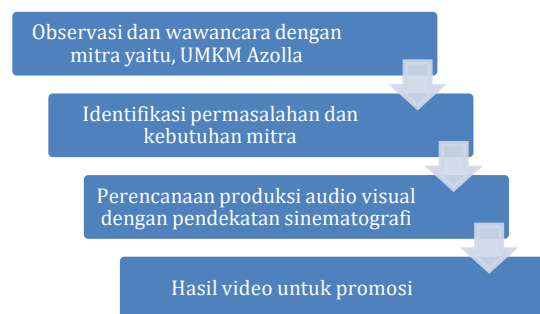 Observasi dan wawancara dengan
mitra yaitu, UMKM Azolla
Identifikasi permasalahan dan
kebutuhan mitra
Perencanaan produksi audio visual
dengan pendekatan sinematografi
Hasil video untuk promosi